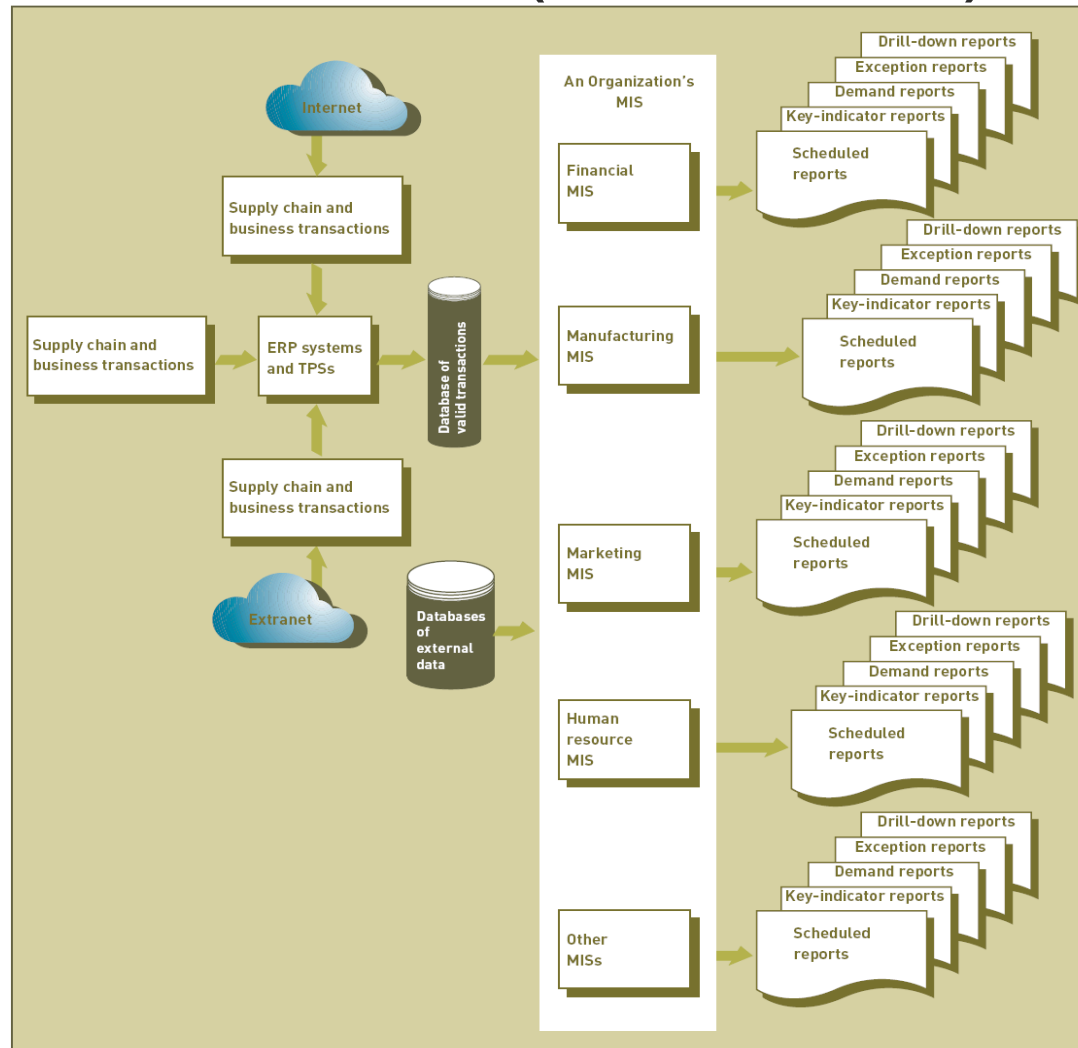 Internet
Supply chain and
business transactions
Supply chain and
business transactions
ERP systems
and TPSs
Database of
valid transactions
Supply chain and
business transactions
Extranet
Databases
of
external
data
An Organization's
MIS
Financial
MIS
Drill-down reports
Exception reports
Demand reports
Key-indicator reports
Scheduled
reports
Manufacturing
MIS
Drill-down reports
Exception reports
Demand reports
Key-indicator reports
Scheduled
reports
Marketing
MIS
Drill-down reports
Exception reports
Demand reports
Key-indicator reports
Scheduled
reports
Human
resource
MIS
Drill-down reports
Exception reports
Demand reports
Key-indicator reports
Scheduled
reports
Other
MISs
Drill-down reports
Exception reports
Demand reports
Key-indicator reports
Scheduled
reports